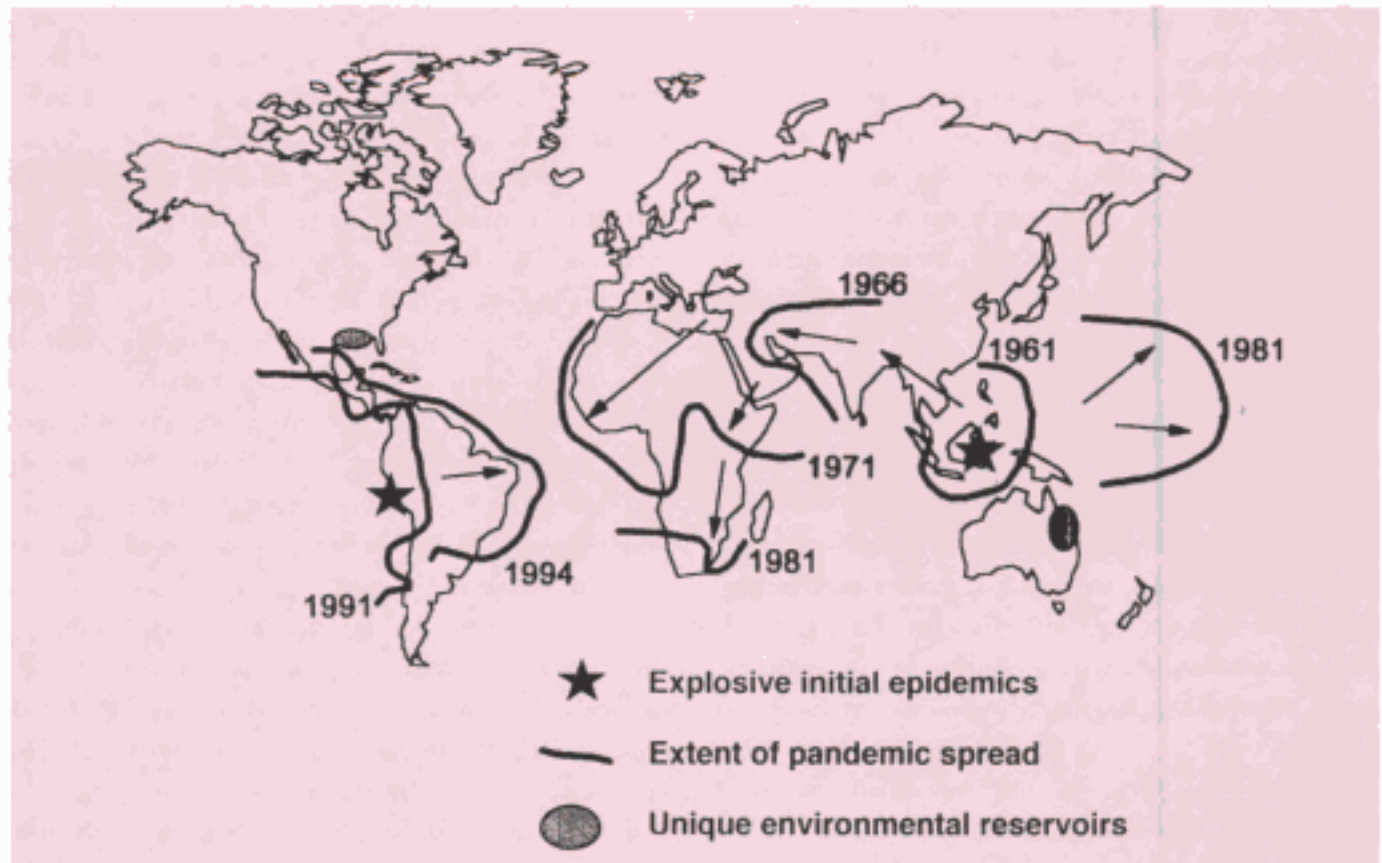 1966
1961
1981
1971
1981
1994
1991
Explosive initial epidemics
Extent of pandemic spread
Unique environmental reservoirs